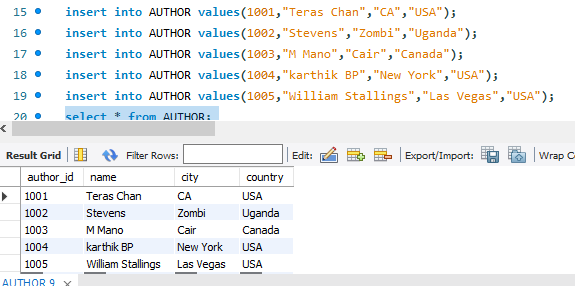 15 insert into AUTHOR values(1001,"Teras Chan","CA","USA");
16 insert into AUTHOR values(1002,"Stevens","Zombi","Uganda");
17 insert into AUTHOR values(1003,"M Mano","Cair","Canada");
18 insert into AUTHOR values(1004,"karthik BP","New York","USA");
19 insert into AUTHOR values(1005,"William Stallings","Las Vegas","USA");
20 select * from AUTHOR;
Result Grid Filter Rows: Edit: Export/Import: Wrap Ce
author_id name city country
1001 Teras Chan CA USA
1002 Stevens Zombi Uganda
1003 M Mano Cair Canada
1004 karthik BP New York USA
1005 William Stallings Las Vegas USA
AUTHOR 9 ×